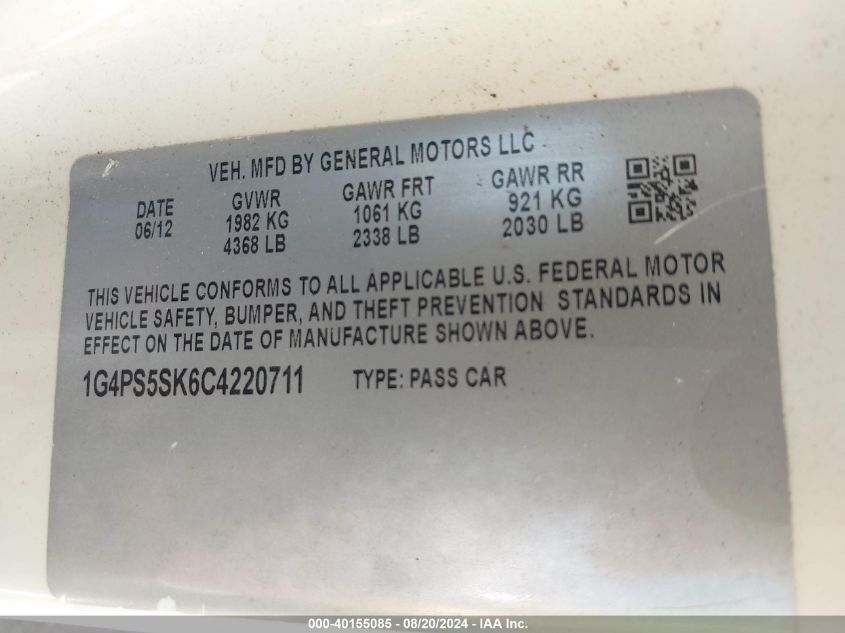 VEH. MFD BY GENERAL MOTORS LLC
DATE GVWR GAWR FRT GAWR RR
06/12 1982 KG 1061 KG 921 KG
4368 LB 2338 LB 2030 LB
THIS VEHICLE CONFORMS TO ALL APPLICABLE U.S. FEDERAL MOTOR
VEHICLE SAFETY, BUMPER, AND THEFT PREVENTION STANDARDS IN
EFFECT ON THE DATE OF MANUFACTURE SHOWN ABOVE.
1G4PS5SK6C4220711 TYPE: PASS CAR
000-40155085 - 08/20/2024 - IAA Inc.